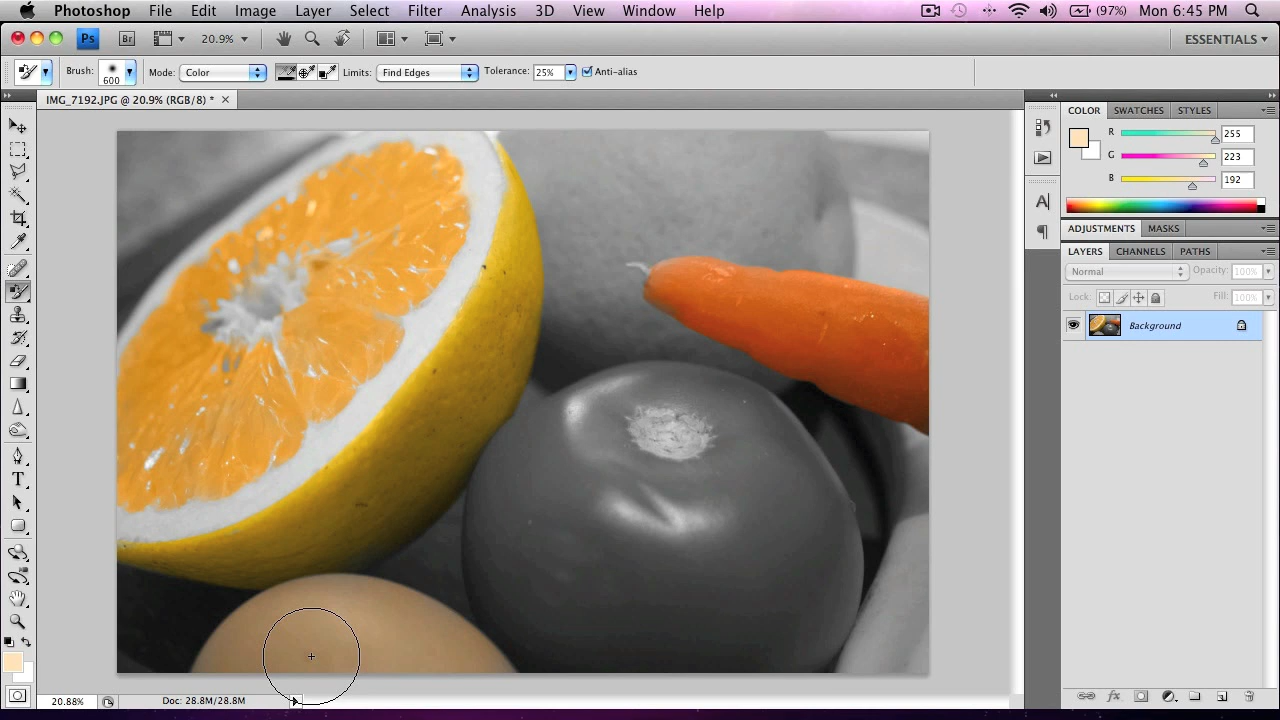 Photoshop File Edit Image Layer Select Filter Analysis 3D View Window Help (97%) Mon 6:45 PM
Ps Br 20.9% ESSENTIALS
Brush: 600 Mode: Color Limits: Find Edges Tolerance: 25% Anti-alias
IMG_7192.JPG @ 20.9% (RGB/8) *
COLOR SWATCHES STYLES
R 255
G 223
B 192
A
ADJUSTMENTS MASKS
LAYERS CHANNELS PATHS
Normal Opacity: 100%
Lock: Fill: 100%
Background
T
fx
20.88% Doc: 28.8M/28.8M